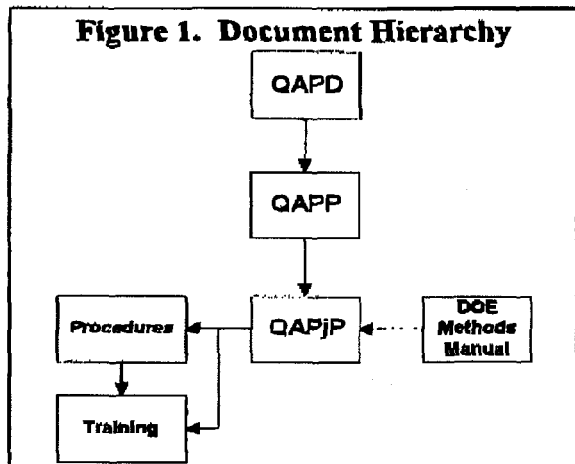 Figure 1. Document Hierarchy
QAPD
QAPP
Procedures
QAPjP
DOE
Methods
Manual
Training